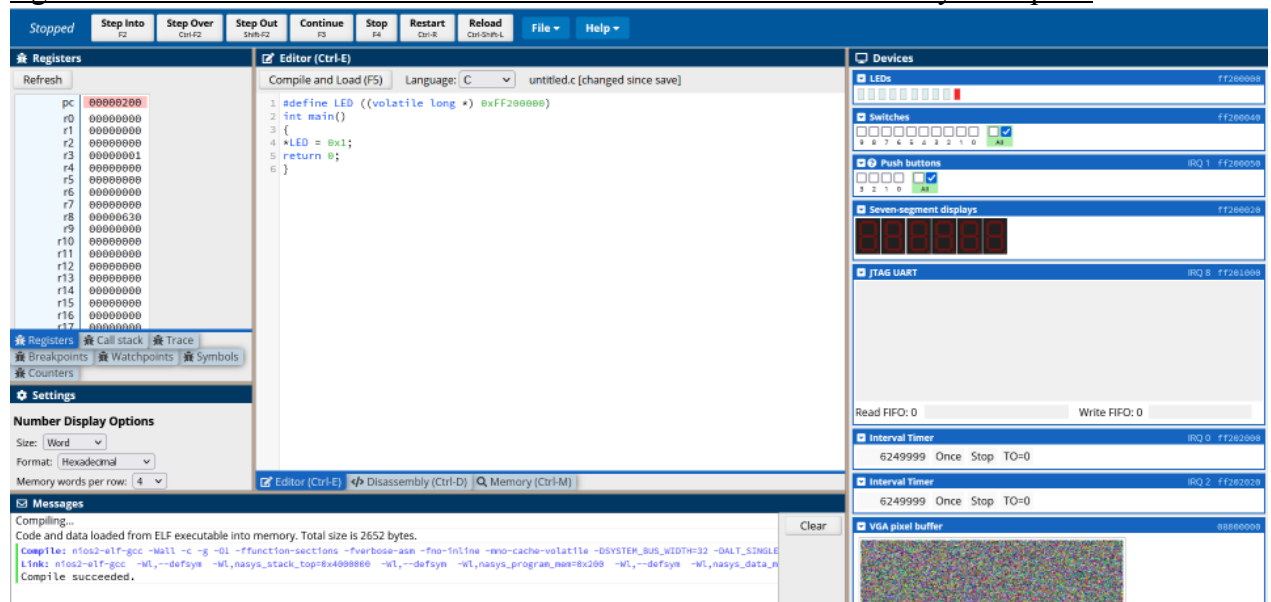 Stopped
Step Into
F2
Step Over
Ctrl-F2
Step Out
Shift-F2
Continue
F3
Stop
F4
Restart
Ctrl-R
Reload
Ctrl-Shift-L
File
Help
Registers
Refresh
pc 00000200
r0 00000000
r1 00000000
r2 00000000
r3 00000001
r4 00000000
r5 00000000
r6 00000000
r7 00000000
r8 00000630
r9 00000000
r10 00000000
r11 00000000
r12 00000000
r13 00000000
r14 00000000
r15 00000000
r16 00000000
r17 00000000
Registers Call stack Trace
Breakpoints Watchpoints Symbols
Counters
Settings
Number Display Options
Size: Word
Format: Hexadecimal
Memory words per row: 4
Editor (Ctrl-E)
Compile and Load (F5) Language: C untitled.c [changed since save]
1 #define LED ((volatile long *) 0xFF200000)
2 int main()
3 {
4 *LED = 0x1;
5 return 0;
6 }
Editor (Ctrl-E) Disassembly (Ctrl-D) Memory (Ctrl-M)
Messages
Compiling...
Code and data loaded from ELF executable into memory. Total size is 2652 bytes.
Compile: nios2-elf-gcc -Wall -c -g -O1 -ffunction-sections -fverbose-asm -fno-inline -mno-cache-volatile -DSYSTEM_BUS_WIDTH=32 -DALT_SINGLE
Link: nios2-elf-gcc -Wl,--defsym -Wl,nasys_stack_top=0x4000000 -Wl,--defsym -Wl,nasys_program_mem=0x200 -Wl,--defsym -Wl,nasys_data_m
Compile succeeded.
Clear
Devices
LEDs ff200000
Switches ff200040
9 8 7 6 5 4 3 2 1 0 All
Push buttons IRQ 1 ff200050
3 2 1 0 All
Seven-segment displays ff200020
JTAG UART IRQ 8 ff201000
Read FIFO: 0 Write FIFO: 0
Interval Timer IRQ 0 ff202000
6249999 Once Stop TO=0
Interval Timer IRQ 2 ff202020
6249999 Once Stop TO=0
VGA pixel buffer 08000000